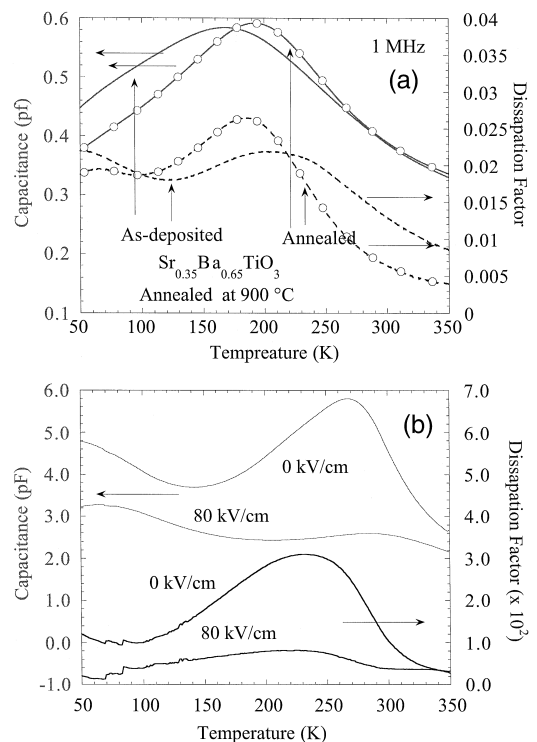 0.6
0.5
0.4
0.3
0.2
0.1
Capacitance (pf)
0.04
0.035
0.03
0.025
0.02
0.015
0.01
0.005
0
Dissapation Factor
1 MHz
(a)
As-deposited
Annealed
Sr0.35Ba0.65TiO3
Annealed at 900 °C
50 100 150 200 250 300 350
Tempreature (K)
6.0
5.0
4.0
3.0
2.0
1.0
0.0
-1.0
Capacitance (pF)
7.0
6.0
5.0
4.0
3.0
2.0
1.0
0.0
Dissapation Factor (x 10²)
(b)
0 kV/cm
80 kV/cm
0 kV/cm
80 kV/cm
50 100 150 200 250 300 350
Temperature (K)